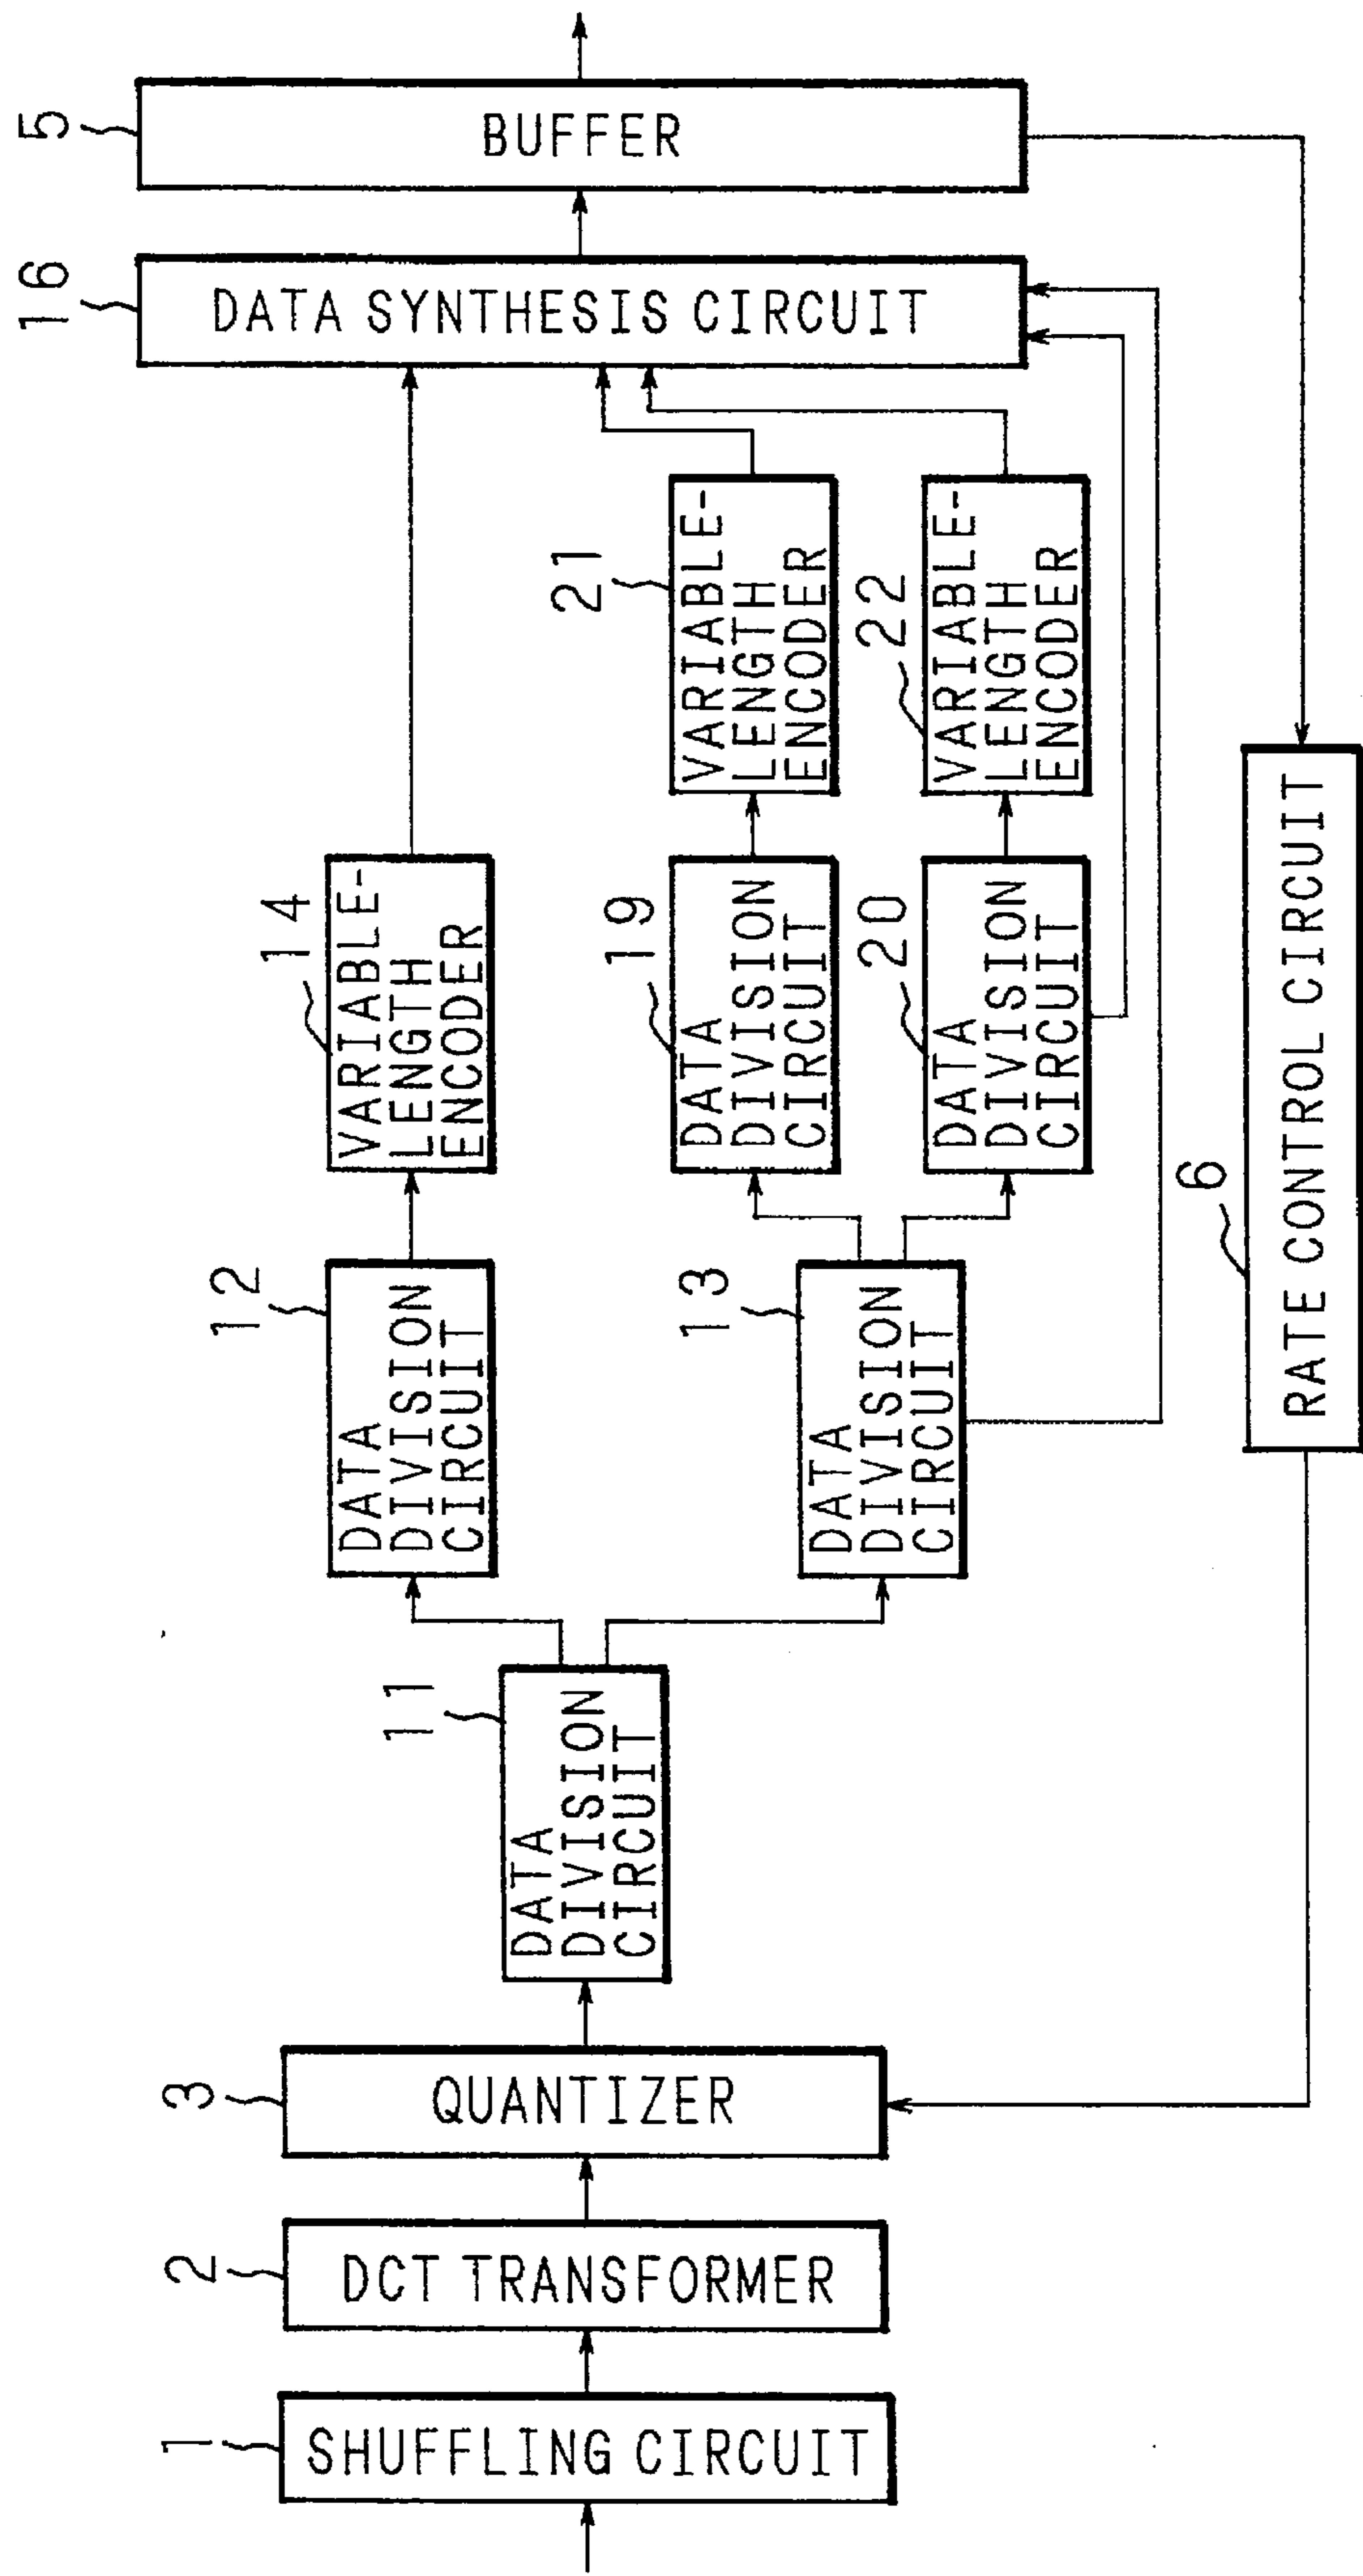 1
SHUFFLING CIRCUIT
2
DCT TRANSFORMER
3
QUANTIZER
11
DATA
DIVISION
CIRCUIT
12
DATA
DIVISION
CIRCUIT
13
DATA
DIVISION
CIRCUIT
14
VARIABLE-
LENGTH
ENCODER
19
DATA
DIVISION
CIRCUIT
20
DATA
DIVISION
CIRCUIT
21
VARIABLE-
LENGTH
ENCODER
22
VARIABLE-
LENGTH
ENCODER
16
DATA SYNTHESIS CIRCUIT
5
BUFFER
6
RATE CONTROL CIRCUIT